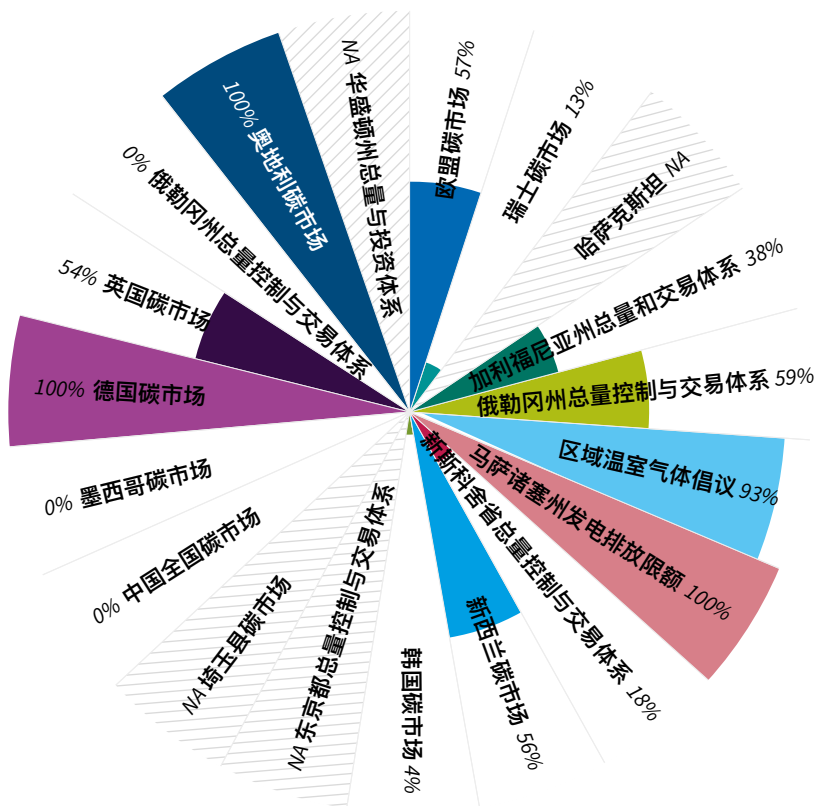 欧盟碳市场 57%
瑞士碳市场 13%
哈萨克斯坦 NA
加利福尼亚州总量和交易体系 38%
俄勒冈州总量控制与交易体系 59%
区域温室气体倡议 93%
马萨诸塞州发电排放限额 100%
新斯科舍省总量控制与交易体系 18%
新西兰碳市场 56%
韩国碳市场 4%
NA 东京都总量控制与交易体系
NA 埼玉县碳市场
0% 中国全国碳市场
0% 墨西哥碳市场
100% 德国碳市场
54% 英国碳市场
0% 俄勒冈州总量控制与交易体系
100% 奥地利碳市场
NA 华盛顿州总量与投资体系